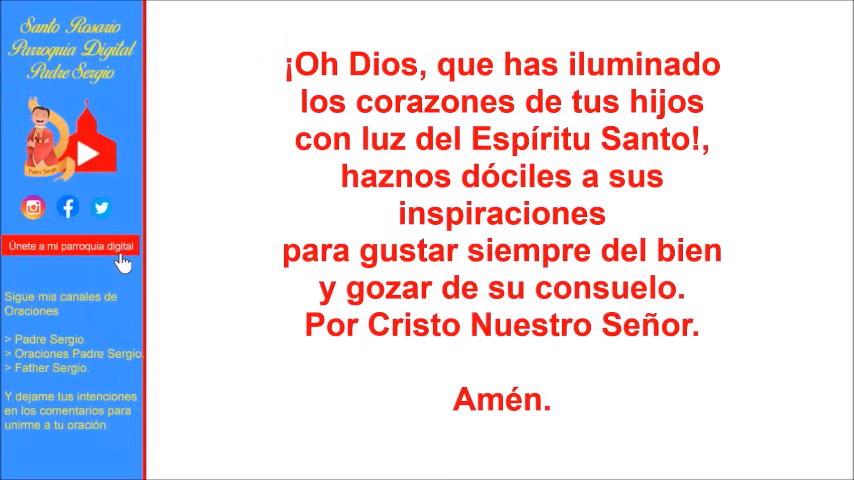 Santo Rosario
Parroquia Digital
Padre Sergio
Padre Sergio
Únete a mi parroquia digital
Sigue mis canales de
Oraciones
> Padre Sergio.
> Oraciones Padre Sergio.
> Father Sergio.
Y dejame tus intenciones
en los comentarios para
unirme a tu oración.
¡Oh Dios, que has iluminado
los corazones de tus hijos
con luz del Espíritu Santo!,
haznos dóciles a sus
inspiraciones
para gustar siempre del bien
y gozar de su consuelo.
Por Cristo Nuestro Señor.
Amén.